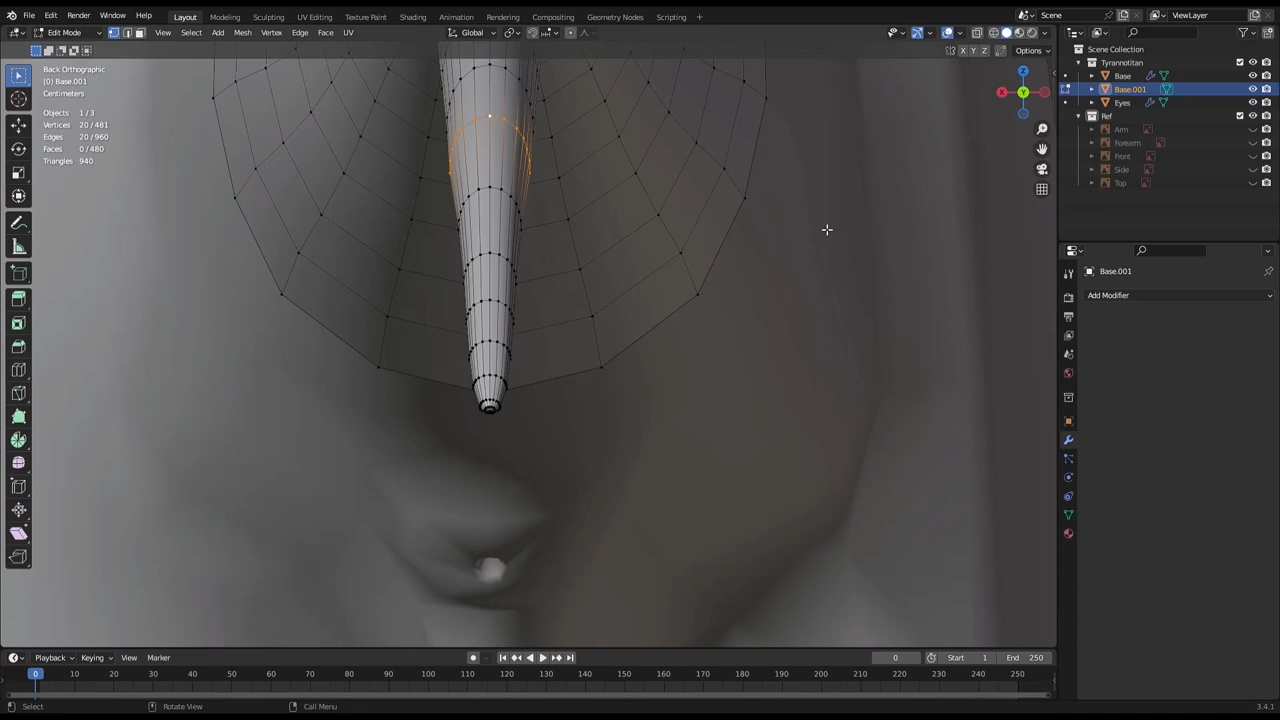 File Edit Render Window Help Layout Modeling Sculpting UV Editing Texture Paint Shading Animation Rendering Compositing Geometry Nodes Scripting + Scene ViewLayer
Edit Mode View Select Add Mesh Vertex Edge Face UV Global
X Y Z Options
Back Orthographic
(0) Base.001
Centimeters
Objects 1 / 3
Vertices 20 / 481
Edges 20 / 960
Faces 0 / 480
Triangles 940
Z
X Y
Scene Collection
Tyrannotitan
Base
Base.001
Eyes
Ref
Arm
Forearm
Front
Side
Top
Base.001
Add Modifier
Playback Keying View Marker 0 Start 1 End 250
0 10 20 30 40 50 60 70 80 90 100 110 120 130 140 150 160 170 180 190 200 210 220 230 240 250
Select Rotate View Call Menu 3.4.1